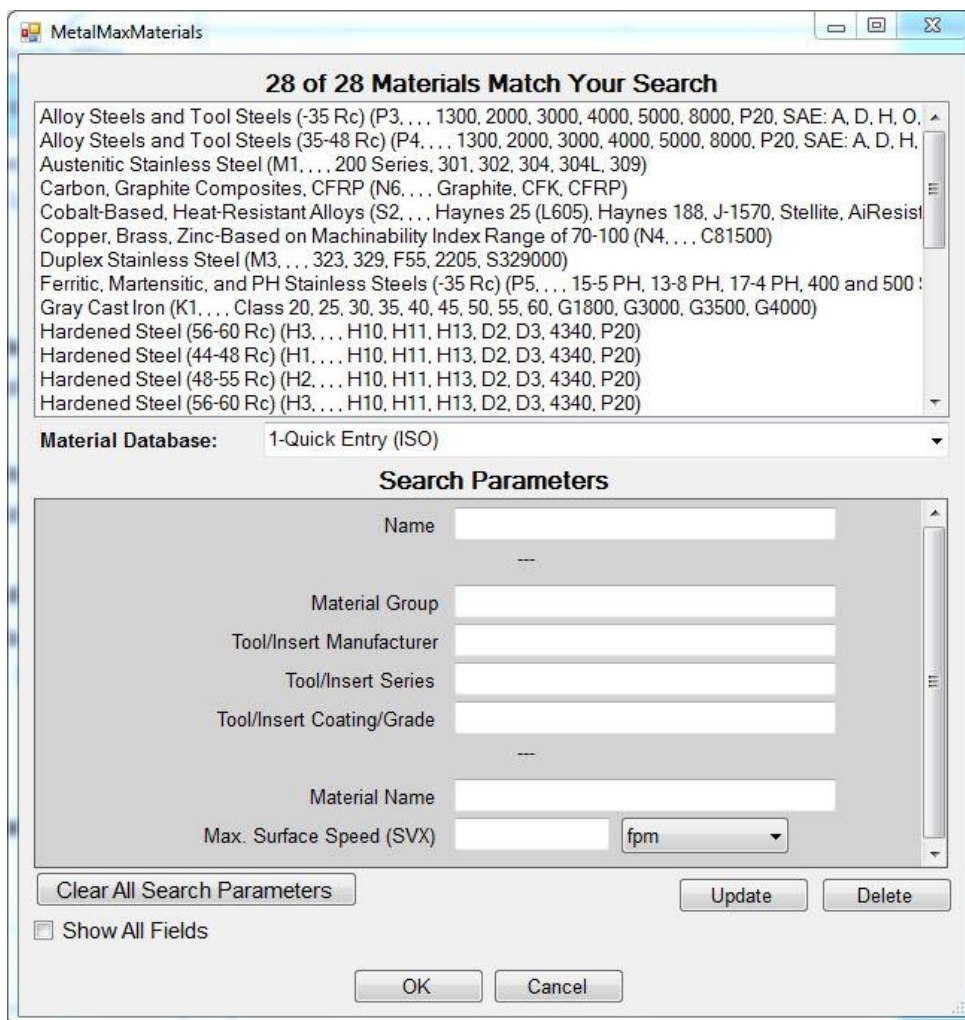 MetalMaxMaterials
28 of 28 Materials Match Your Search
Alloy Steels and Tool Steels (-35 Rc) (P3, , , , 1300, 2000, 3000, 4000, 5000, 8000, P20, SAE: A, D, H, O,
Alloy Steels and Tool Steels (35-48 Rc) (P4, , , , 1300, 2000, 3000, 4000, 5000, 8000, P20, SAE: A, D, H,
Austenitic Stainless Steel (M1, , , , 200 Series, 301, 302, 304, 304L, 309)
Carbon, Graphite Composites, CFRP (N6, , , , Graphite, CFK, CFRP)
Cobalt-Based, Heat-Resistant Alloys (S2, , , , Haynes 25 (L605), Haynes 188, J-1570, Stellite, AiResist
Copper, Brass, Zinc-Based on Machinability Index Range of 70-100 (N4, , , , C81500)
Duplex Stainless Steel (M3, , , , 323, 329, F55, 2205, S329000)
Ferritic, Martensitic, and PH Stainless Steels (-35 Rc) (P5, , , , 15-5 PH, 13-8 PH, 17-4 PH, 400 and 500
Gray Cast Iron (K1, , , , Class 20, 25, 30, 35, 40, 45, 50, 55, 60, G1800, G3000, G3500, G4000)
Hardened Steel (56-60 Rc) (H3, , , , H10, H11, H13, D2, D3, 4340, P20)
Hardened Steel (44-48 Rc) (H1, , , , H10, H11, H13, D2, D3, 4340, P20)
Hardened Steel (48-55 Rc) (H2, , , , H10, H11, H13, D2, D3, 4340, P20)
Hardened Steel (56-60 Rc) (H3, , , , H10, H11, H13, D2, D3, 4340, P20)
Material Database: 1-Quick Entry (ISO)
Search Parameters
Name
---
Material Group
Tool/Insert Manufacturer
Tool/Insert Series
Tool/Insert Coating/Grade
---
Material Name
Max. Surface Speed (SVX) fpm
Clear All Search Parameters Update Delete
Show All Fields
OK Cancel